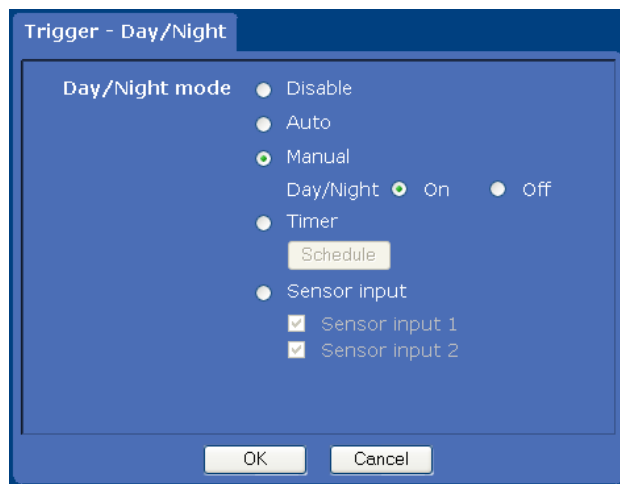 Trigger - Day/Night
Day/Night mode Disable
Auto
Manual
Day/Night On Off
Timer
Schedule
Sensor input
Sensor input 1
Sensor input 2
OK Cancel